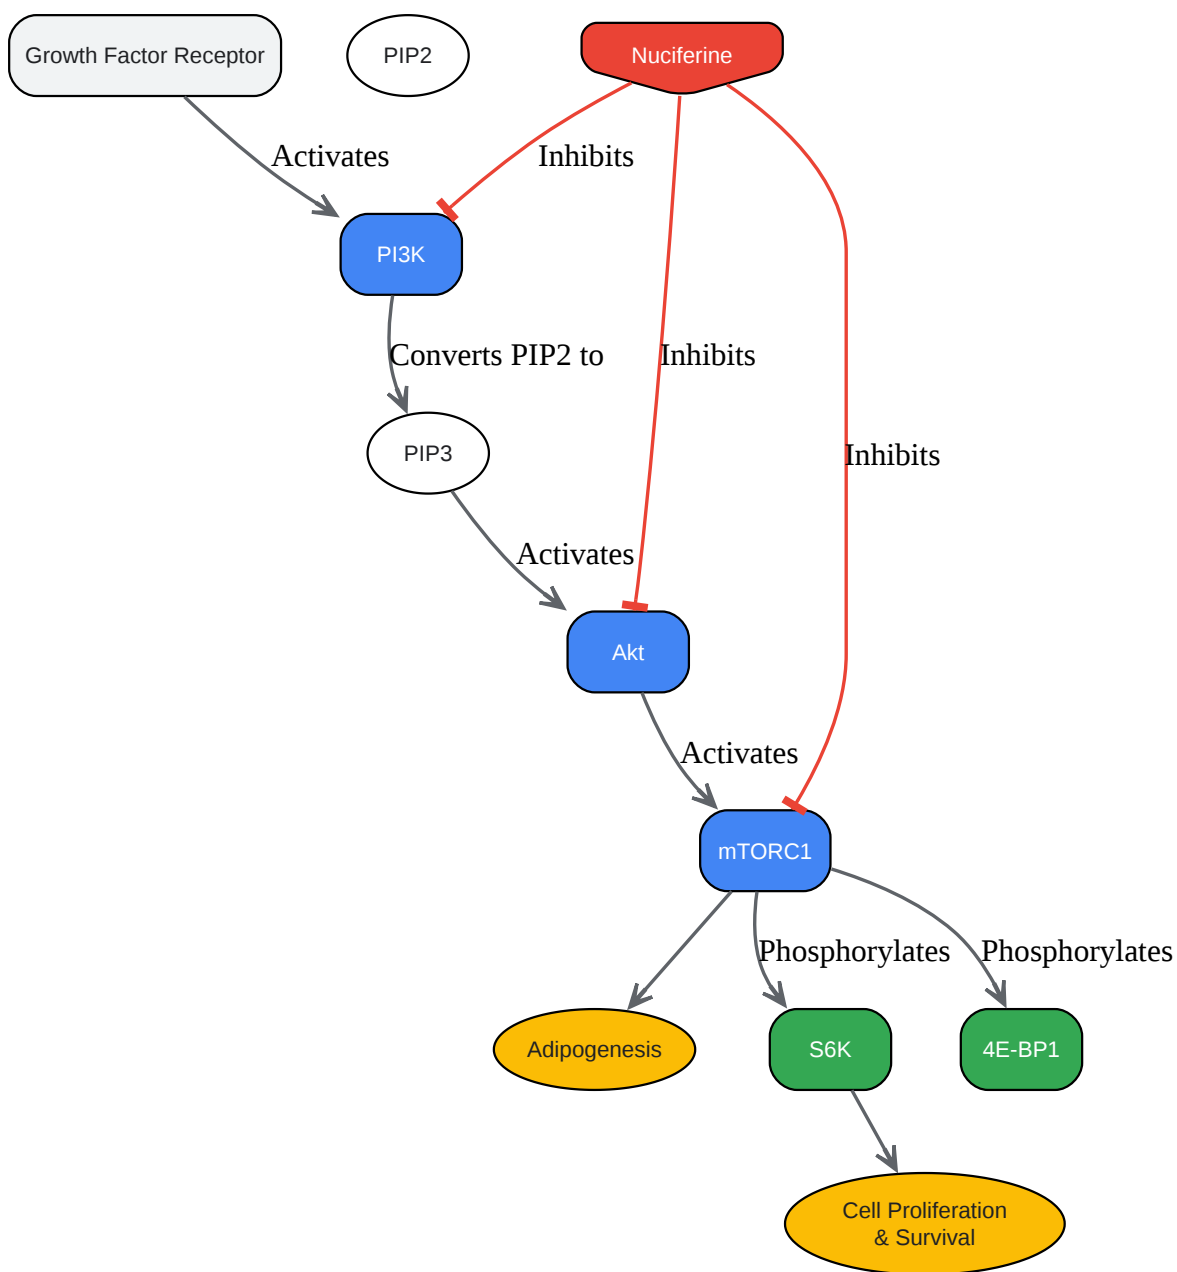 Growth Factor Receptor
PIP2
Nuciferine
Activates
Inhibits
PI3K
Converts PIP2 to
Inhibits
PIP3
Inhibits
Activates
Akt
Activates
mTORC1
Phosphorylates
Phosphorylates
Adipogenesis
S6K
4E-BP1
Cell Proliferation
& Survival